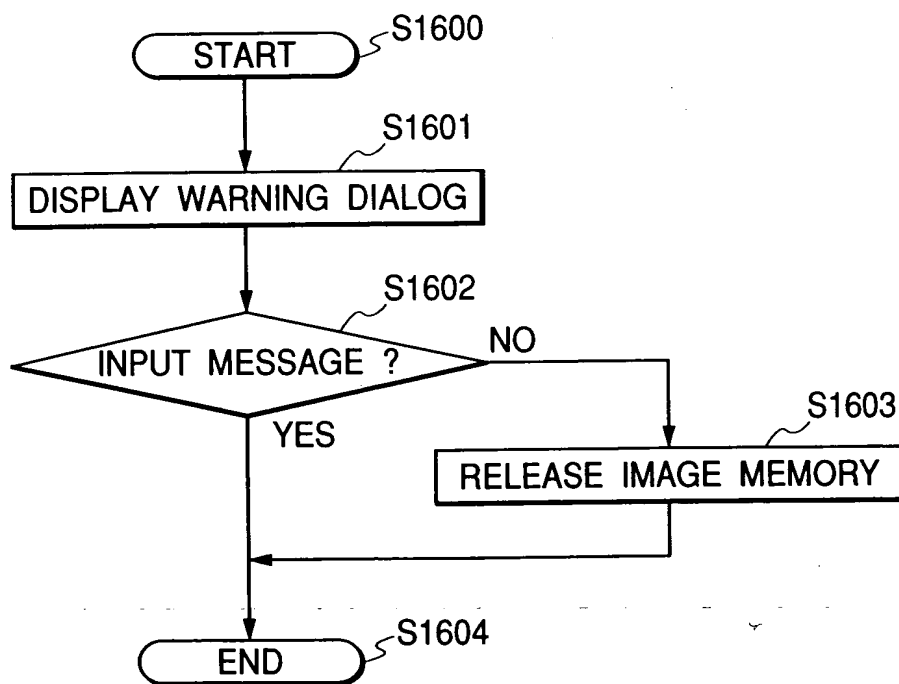 START
S1600
S1601
DISPLAY WARNING DIALOG
S1602
INPUT MESSAGE ?
NO
YES
S1603
RELEASE IMAGE MEMORY
S1604
END